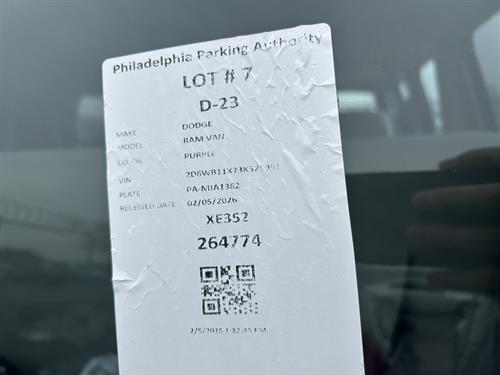 Philadelphia Parking Authority
LOT # 7
D-23
MAKE DODGE
MODEL RAM VAN
COLOR PURPLE
VIN
PLATE PA-MJA1382
RECEIVED DATE 02/05/2026
XE352
264774
2/5/2026 1:32:45 PM